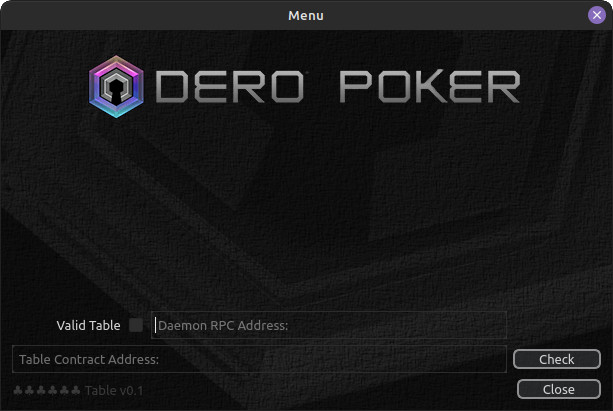 Menu
DERO POKER
Valid Table
Daemon RPC Address:
Table Contract Address:
Check
♣♣♣♣♣♣ Table v0.1
Close